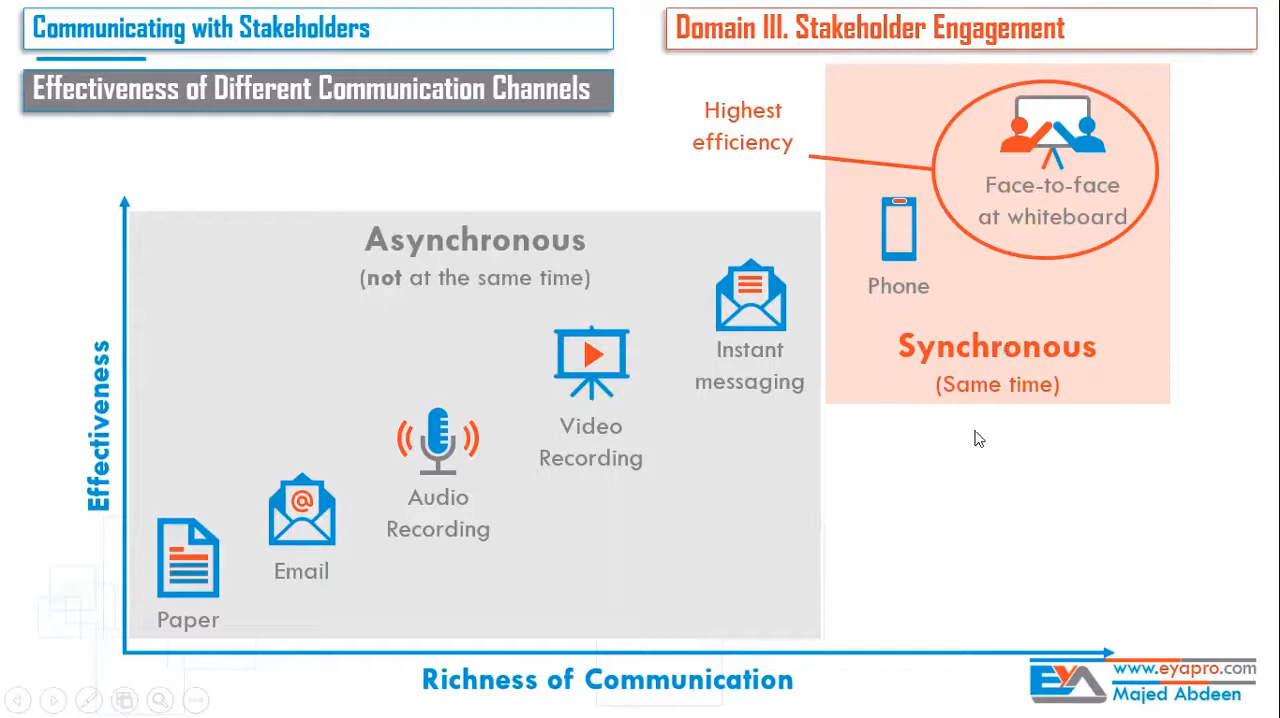 Communicating with Stakeholders
Domain III. Stakeholder Engagement
Effectiveness of Different Communication Channels
Highest
efficiency
Face-to-face
at whiteboard
Phone
Synchronous
(Same time)
Asynchronous
(not at the same time)
Instant
messaging
Video
Recording
Audio
Recording
@
Email
Paper
Effectiveness
Richness of Communication
EYA
www.eyapro.com
Majed Abdeen